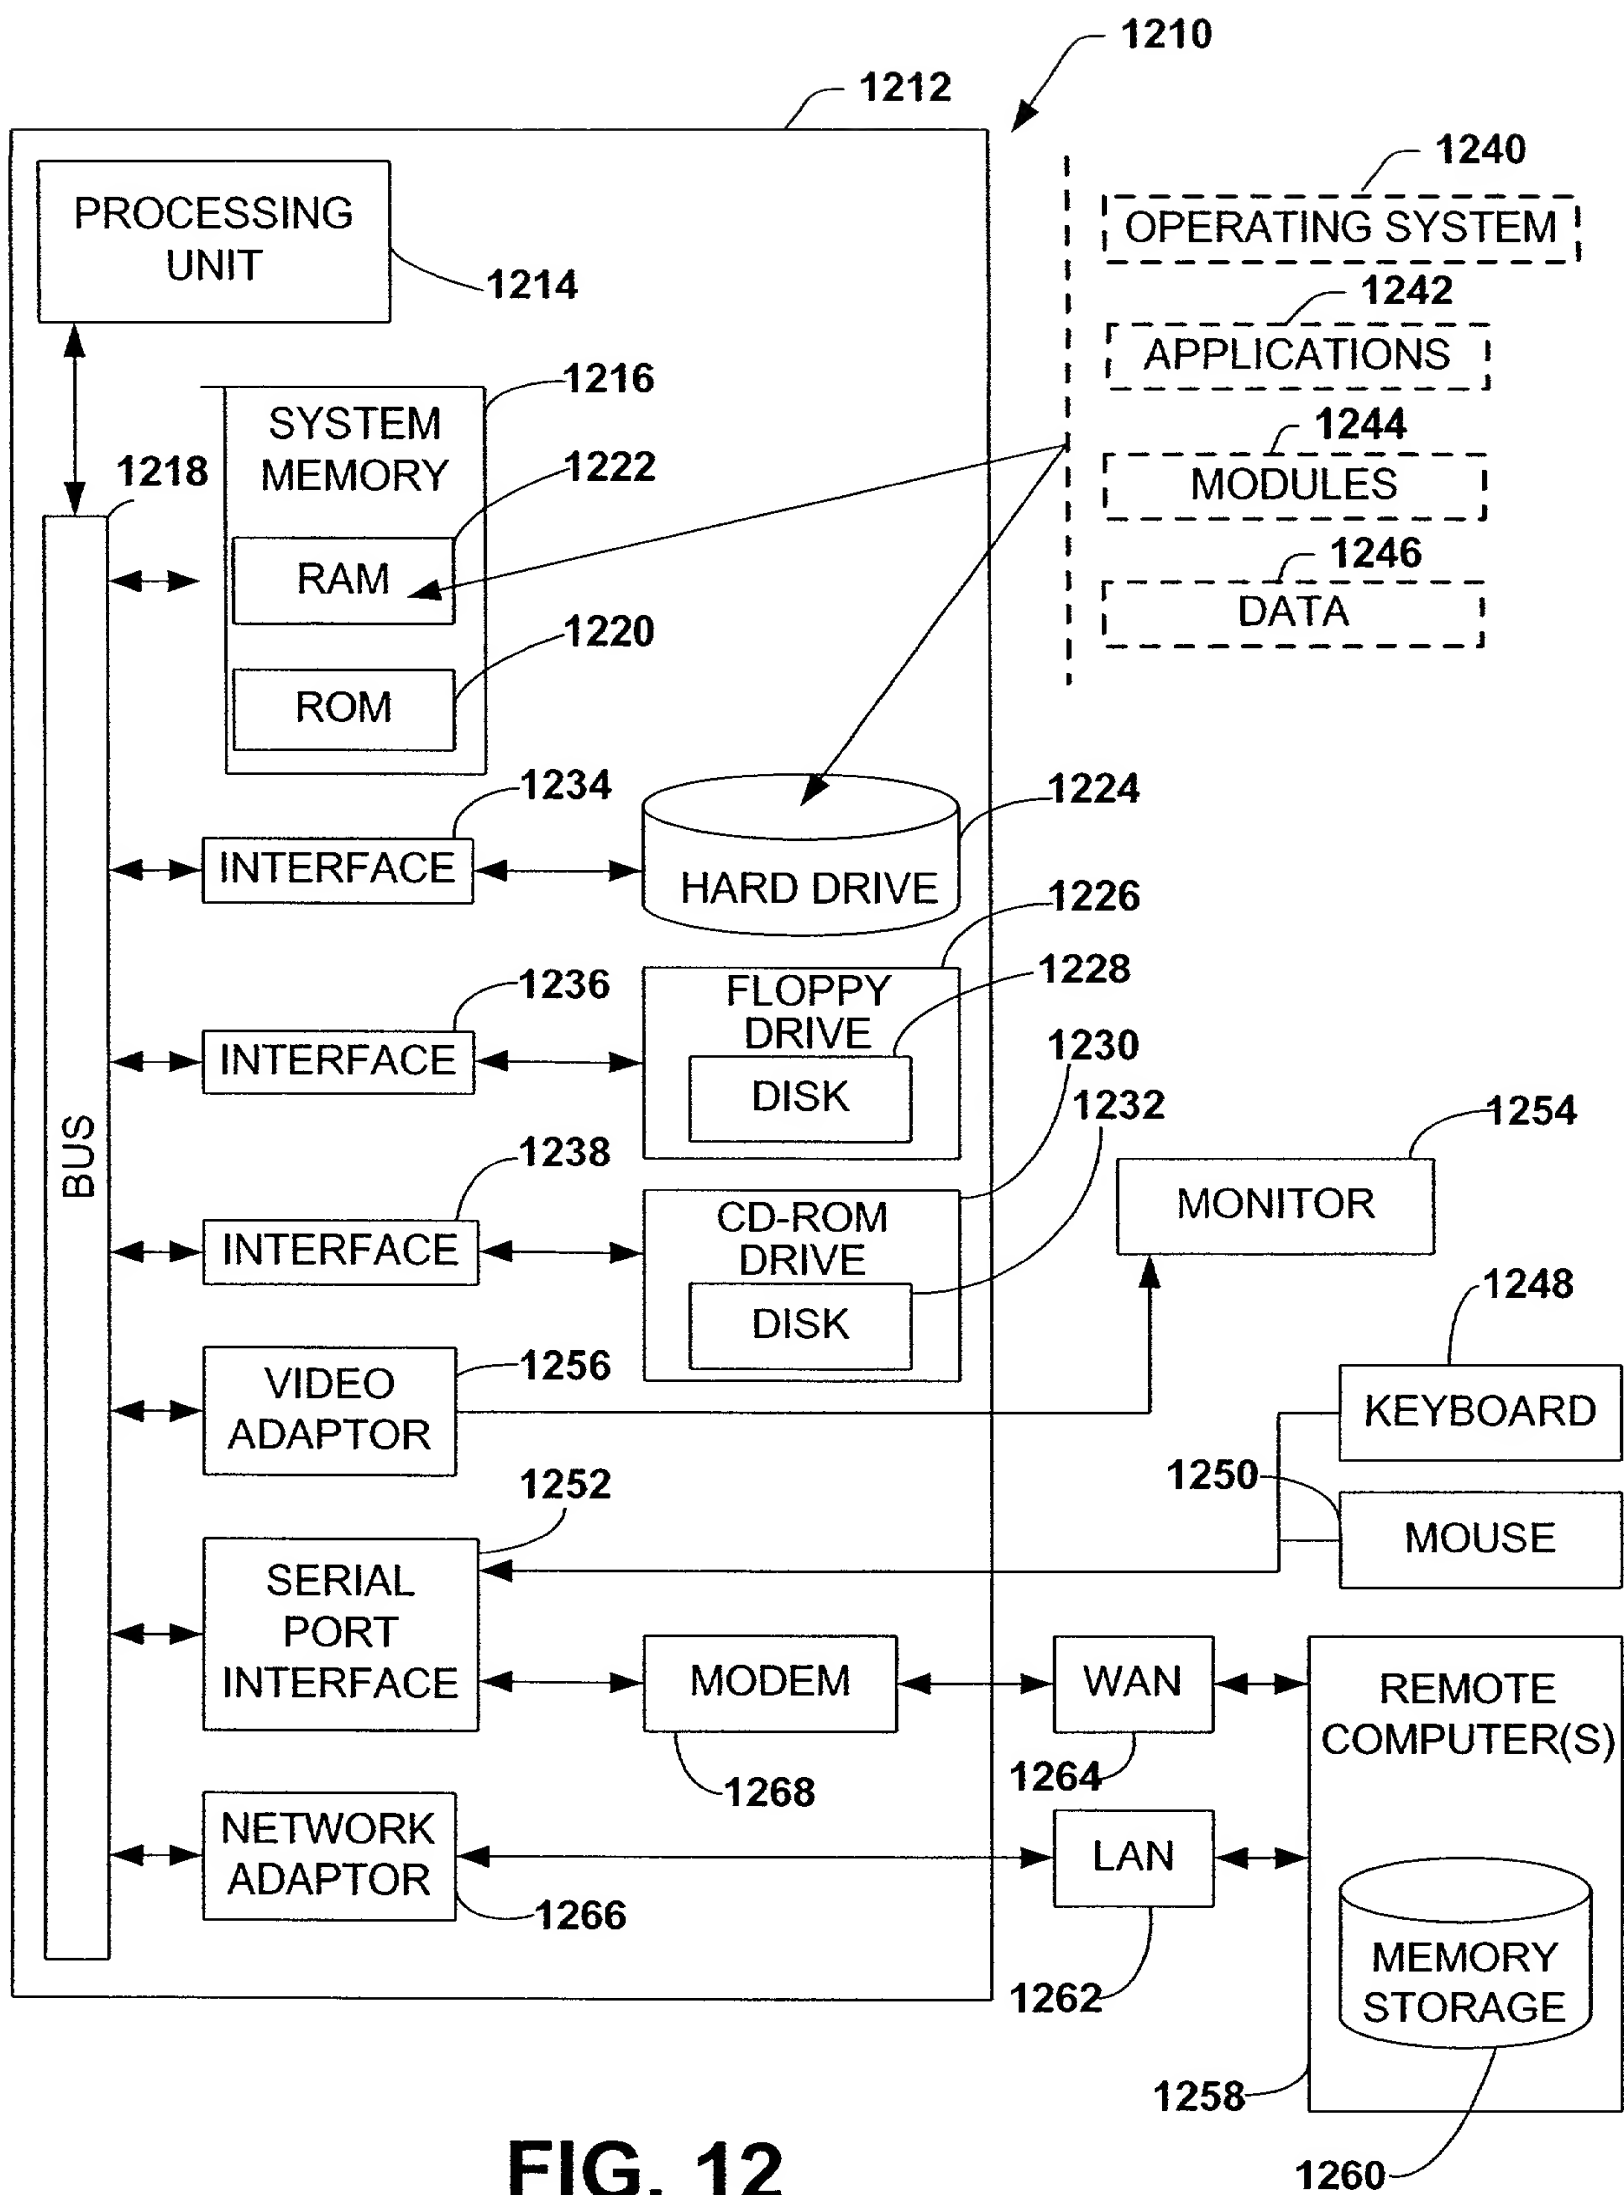 1210
1212
PROCESSING
UNIT
1214
1240
OPERATING SYSTEM
1242
APPLICATIONS
1244
MODULES
1246
DATA
1216
SYSTEM
MEMORY
1218
1222
RAM
1220
ROM
BUS
1234
INTERFACE
1224
HARD DRIVE
1226
1236
INTERFACE
FLOPPY
DRIVE
1228
DISK
1230
1232
1238
INTERFACE
CD-ROM
DRIVE
DISK
1254
MONITOR
1248
KEYBOARD
1250
MOUSE
1256
VIDEO
ADAPTOR
1252
SERIAL
PORT
INTERFACE
MODEM
1268
WAN
1264
REMOTE
COMPUTER(S)
NETWORK
ADAPTOR
1266
LAN
1262
MEMORY
STORAGE
1258
1260
FIG. 12